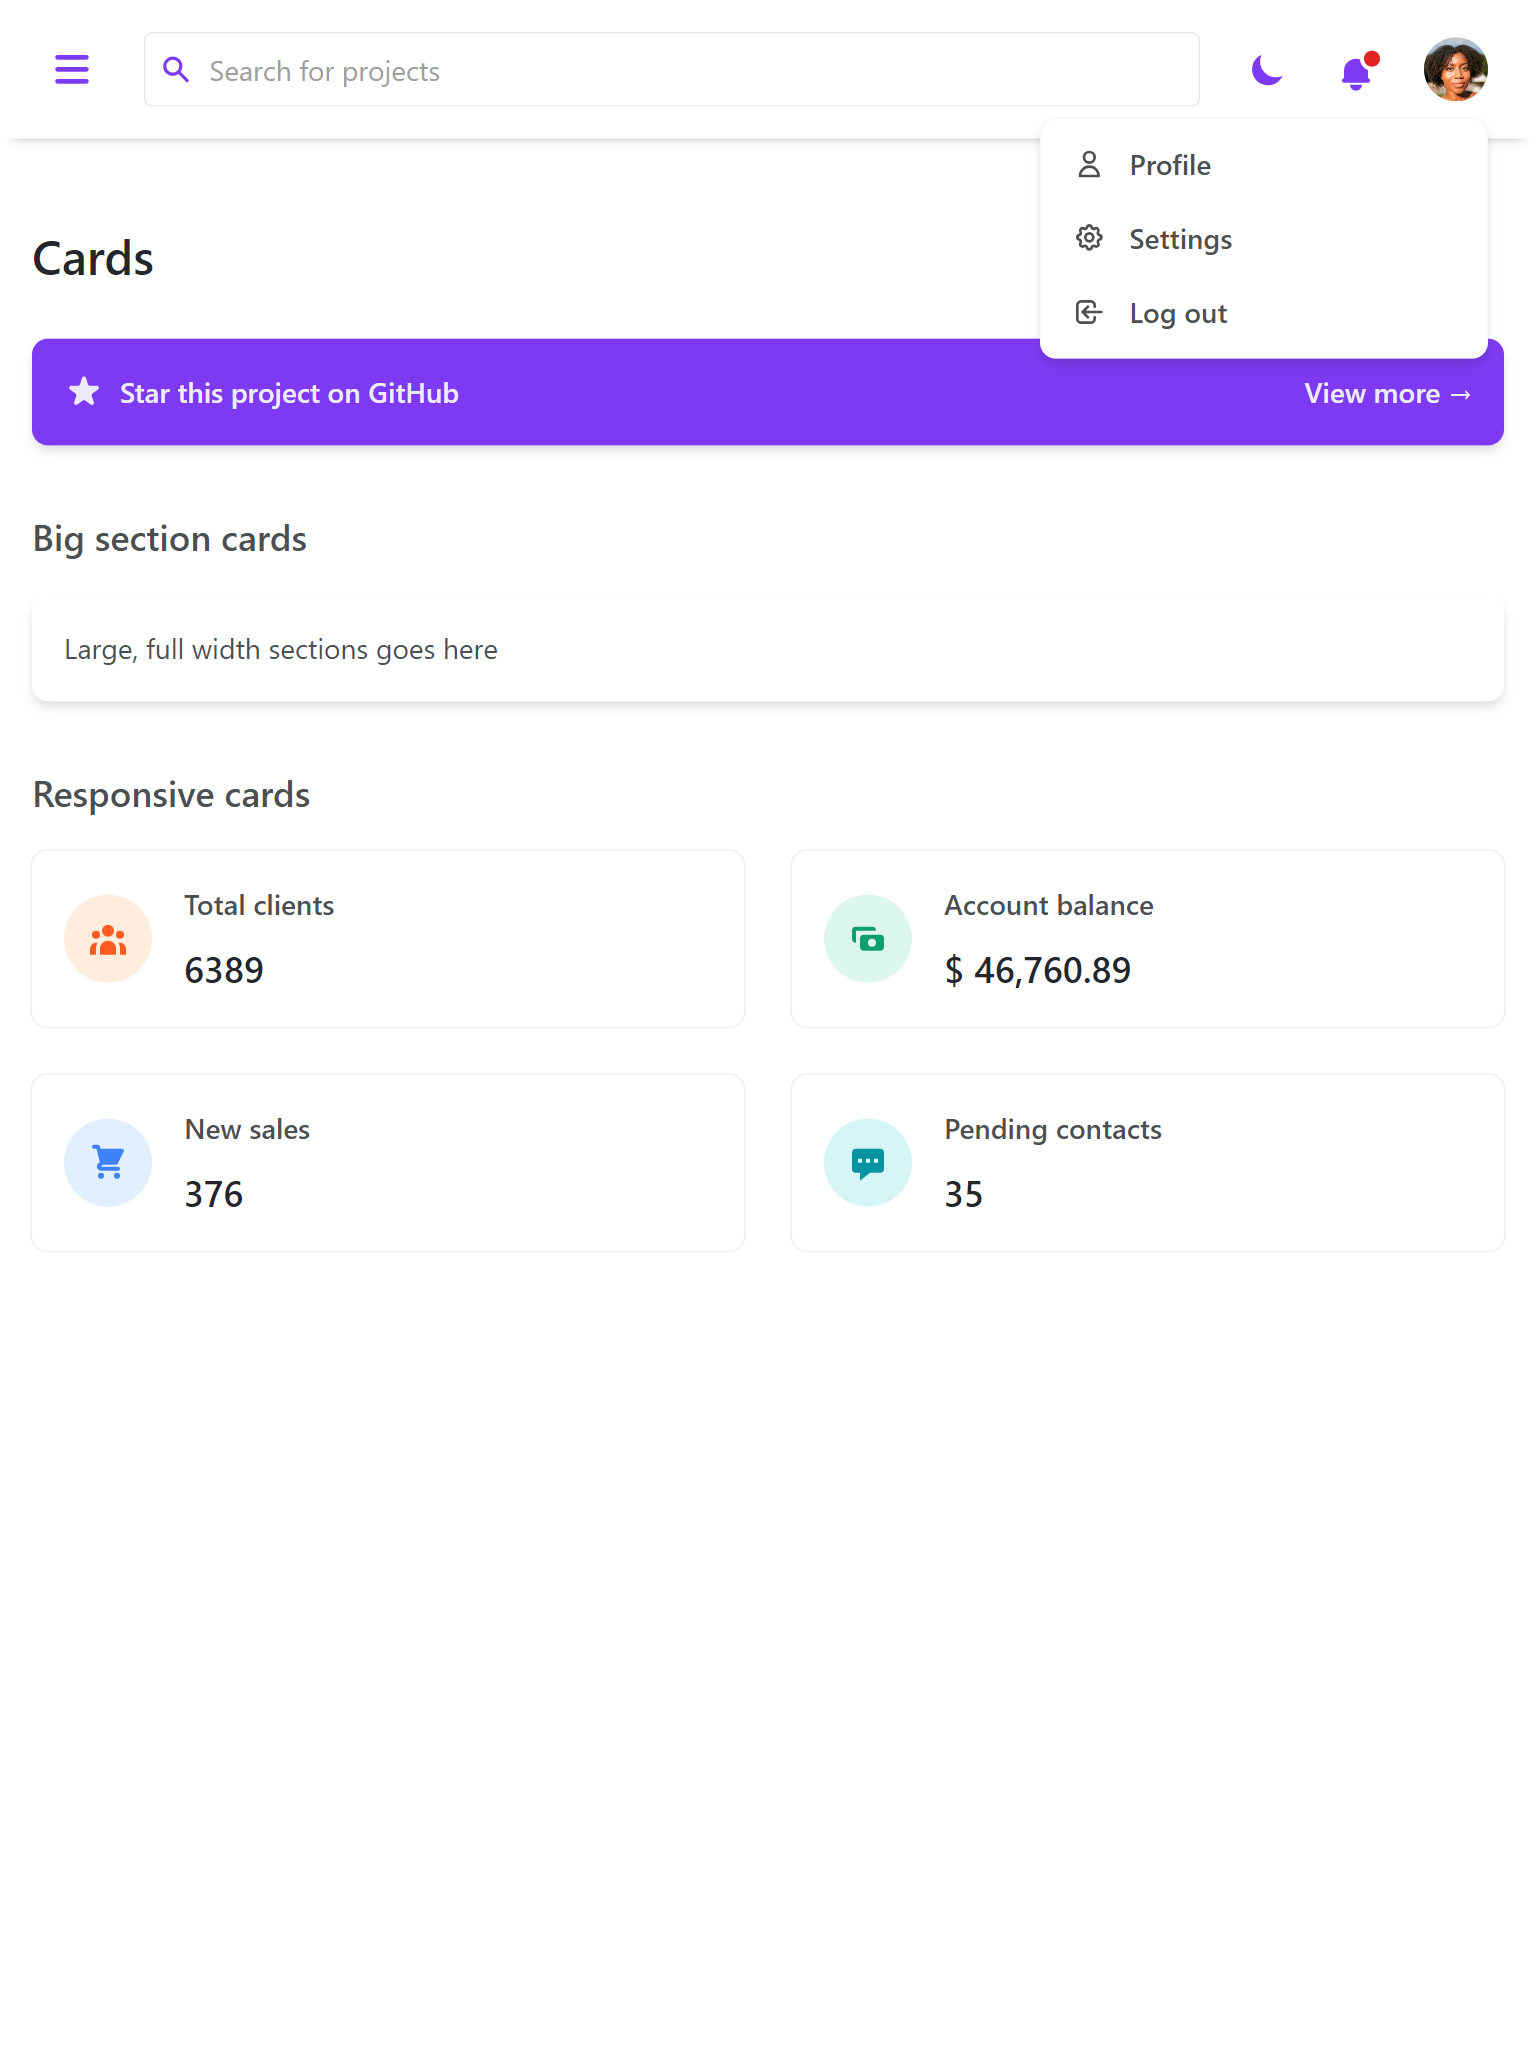 Search for projects
Profile
Settings
Log out
Cards
Star this project on GitHub
View more →
Big section cards
Large, full width sections goes here
Responsive cards
Total clients
6389
Account balance
$ 46,760.89
New sales
376
Pending contacts
35